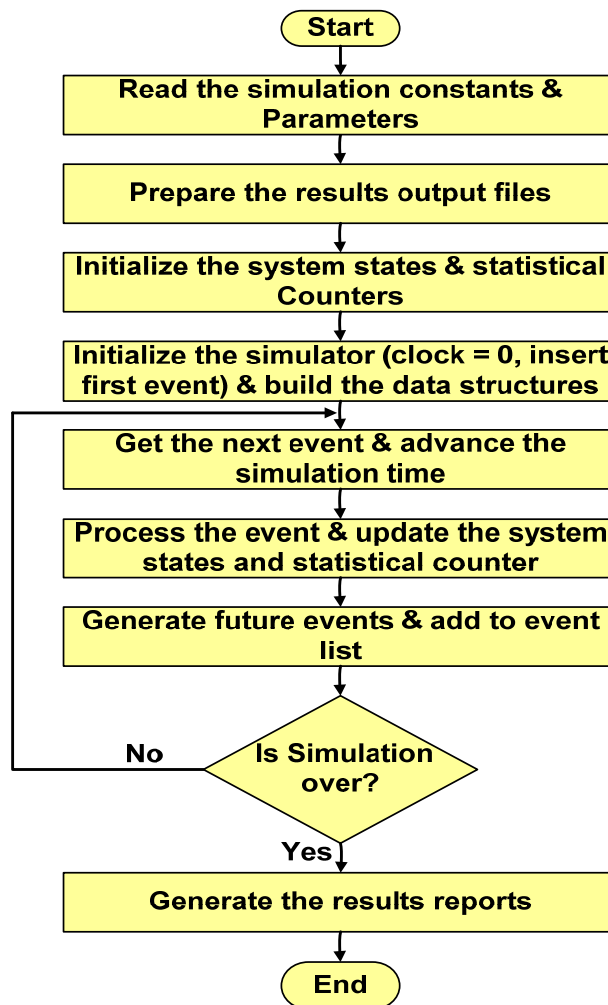 Start
Read the simulation constants &
Parameters
Prepare the results output files
Initialize the system states & statistical
Counters
Initialize the simulator (clock = 0, insert
first event) & build the data structures
Get the next event & advance the
simulation time
Process the event & update the system
states and statistical counter
Generate future events & add to event
list
Is Simulation
over?
No
Yes
Generate the results reports
End